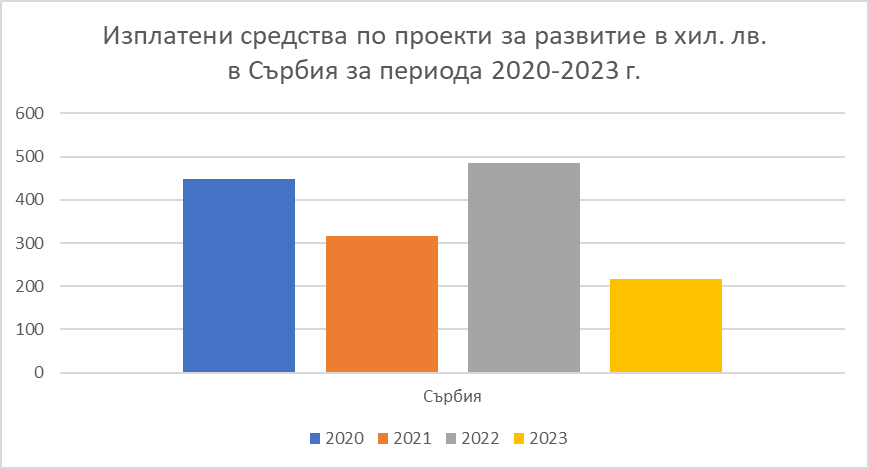 Изплатени средства по проекти за развитие в хил. лв.
в Сърбия за периода 2020-2023 г.
600
500
400
300
200
100
0
Сърбия
2020 2021 2022 2023